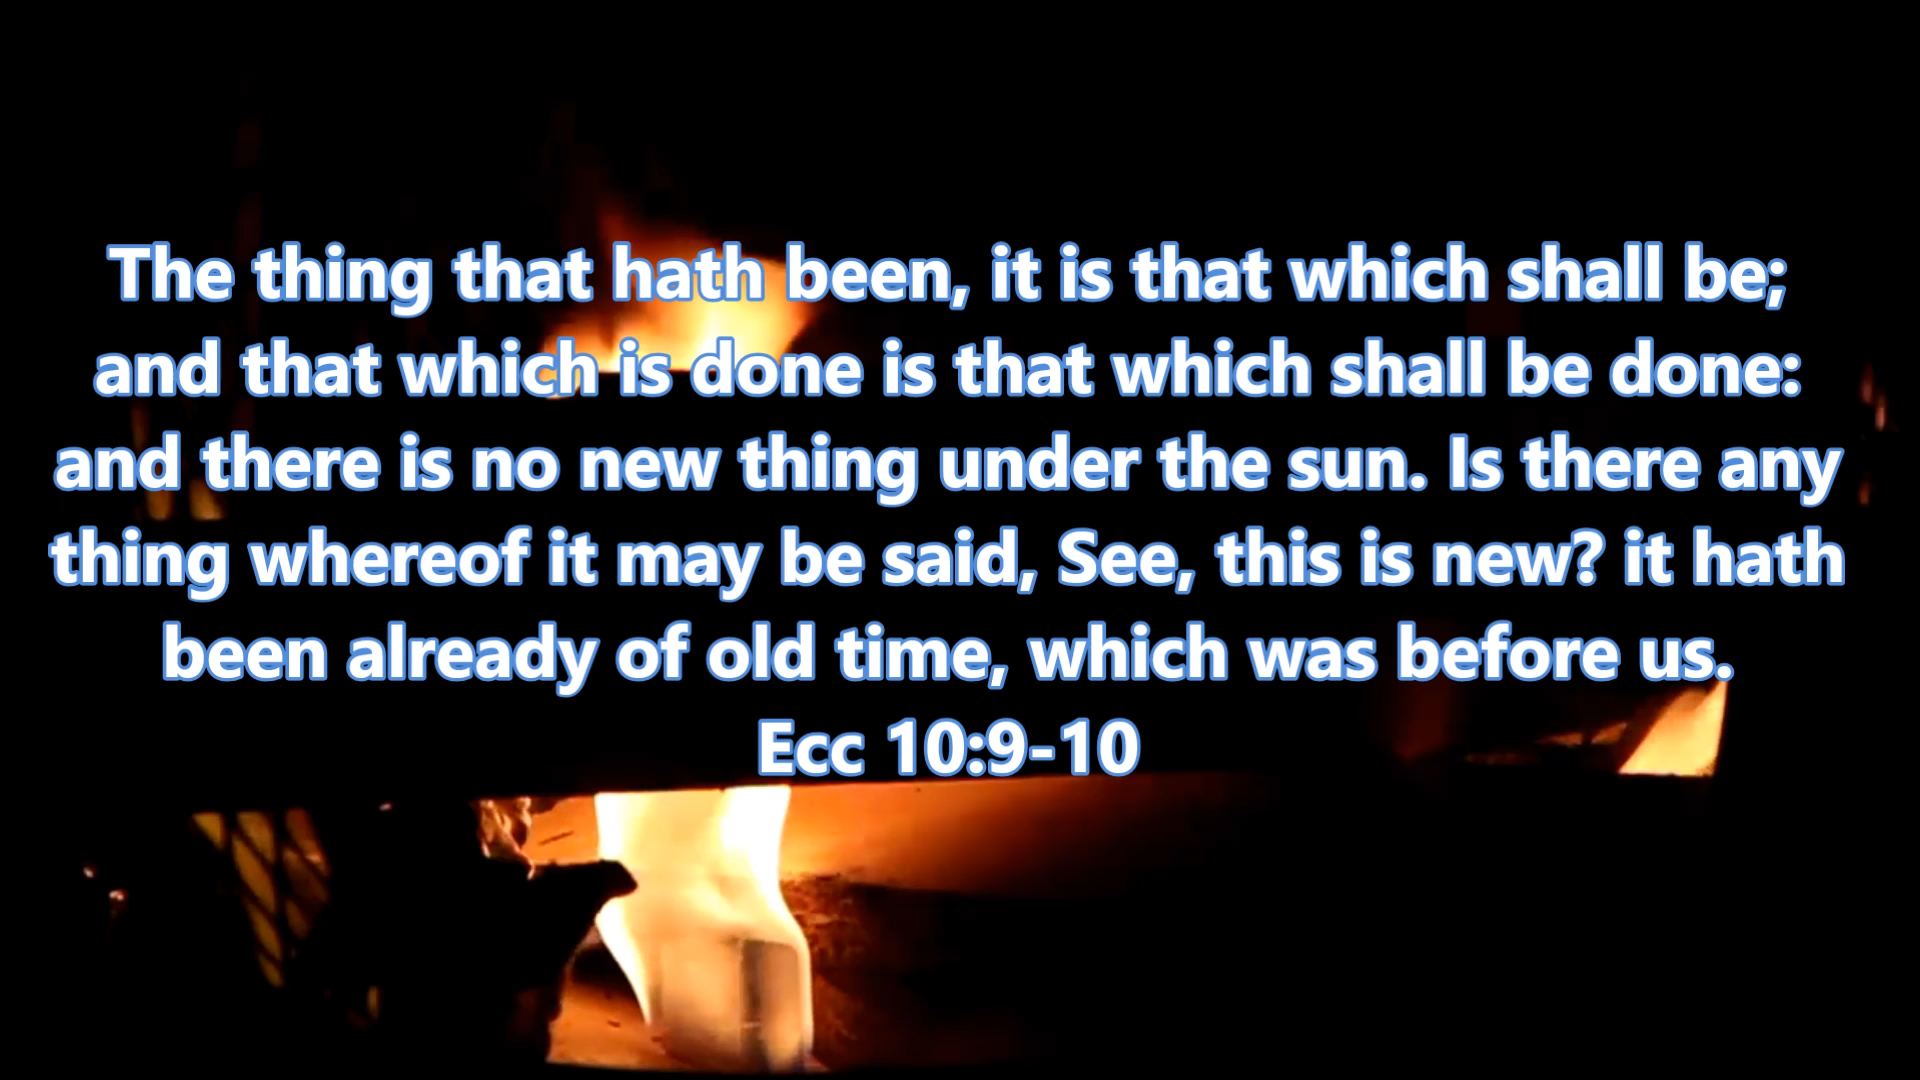 The thing that hath been, it is that which shall be;
and that which is done is that which shall be done:
and there is no new thing under the sun. Is there any
thing whereof it may be said, See, this is new? it hath
been already of old time, which was before us.
Ecc 10:9-10